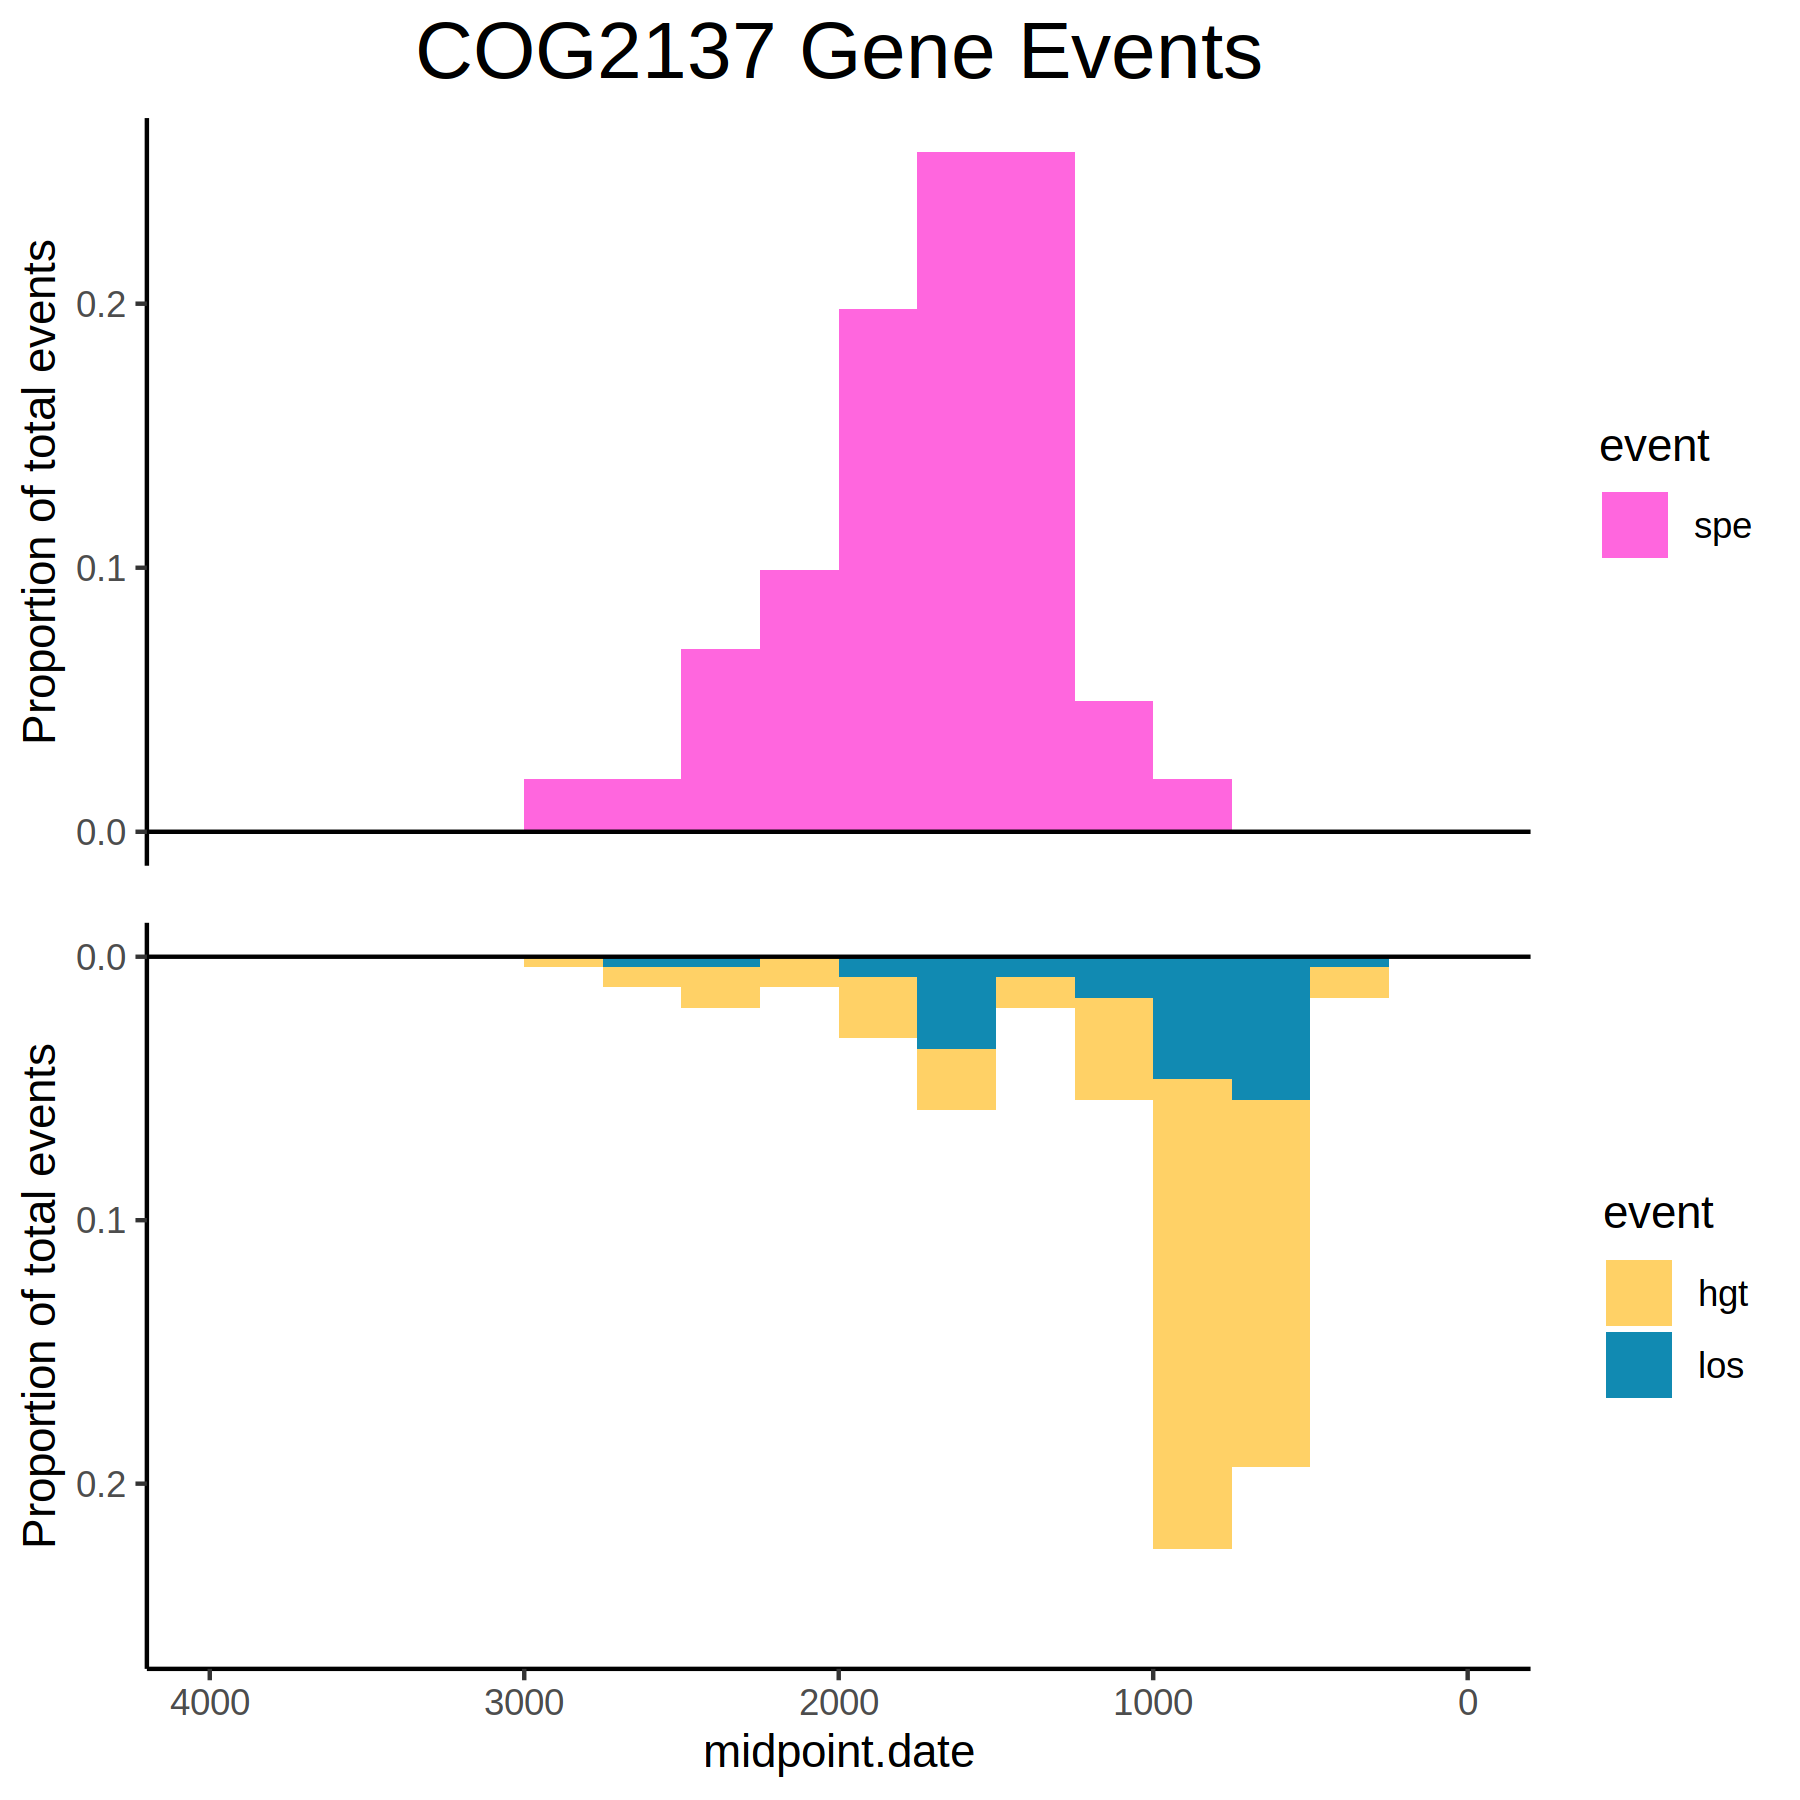 COG2137 Gene Events
Proportion of total events
0.2
0.1
0.0
event
spe
Proportion of total events
0.0
0.1
0.2
event
hgt
los
4000 3000 2000 1000 0
midpoint.date